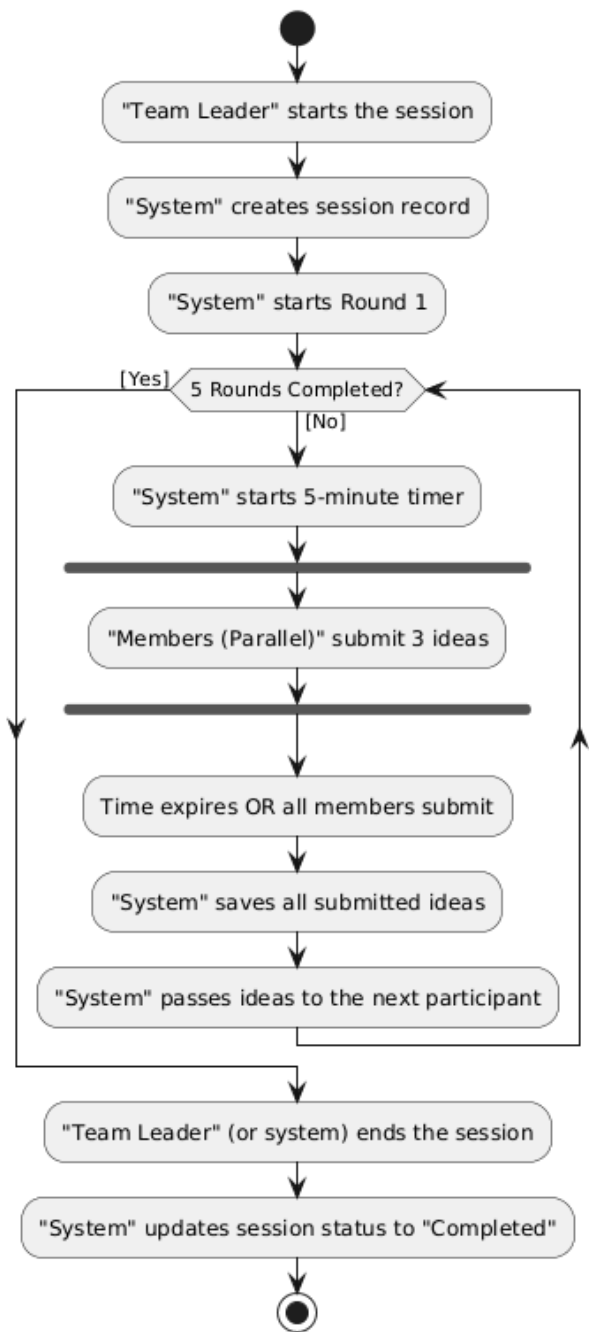 "Team Leader" starts the session
"System" creates session record
"System" starts Round 1
[Yes]
5 Rounds Completed?
[No]
"System" starts 5-minute timer
"Members (Parallel)" submit 3 ideas
Time expires OR all members submit
"System" saves all submitted ideas
"System" passes ideas to the next participant
"Team Leader" (or system) ends the session
"System" updates session status to "Completed"